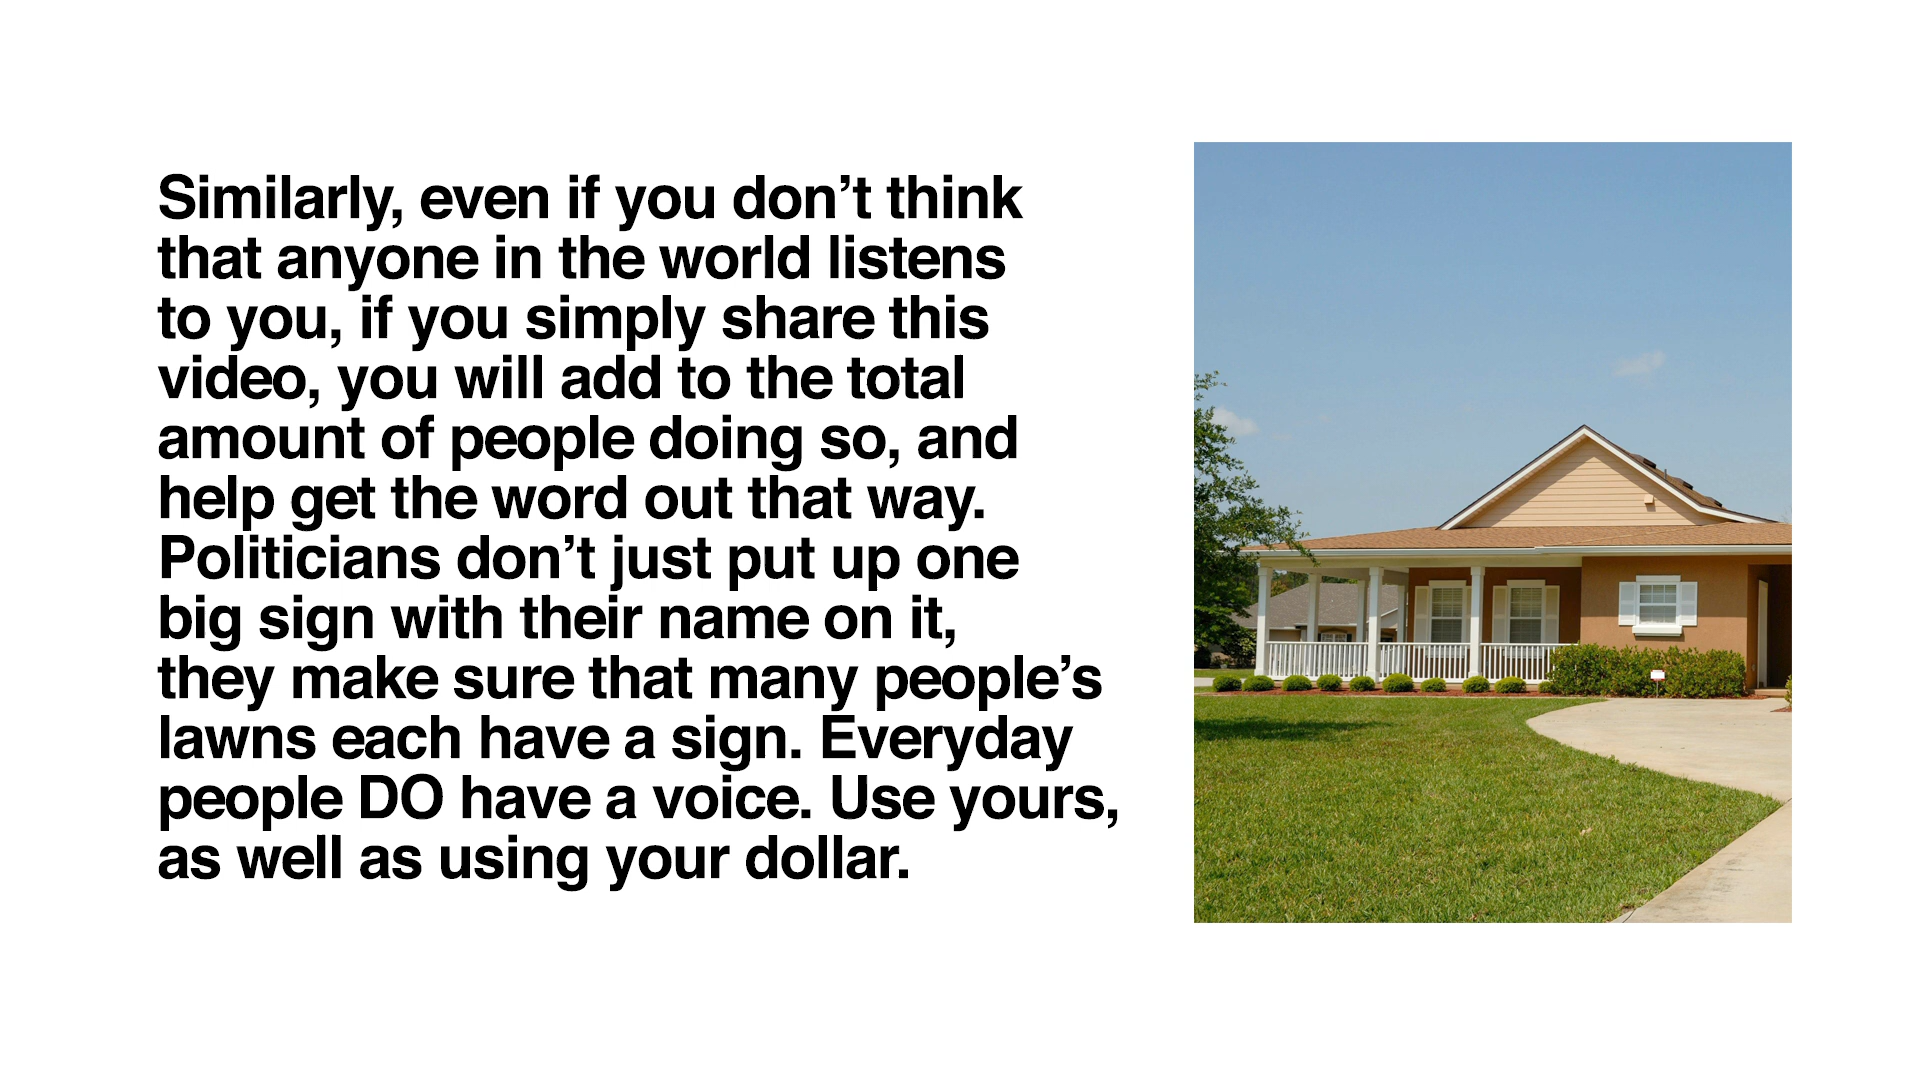 Similarly, even if you don’t think
that anyone in the world listens
to you, if you simply share this
video, you will add to the total
amount of people doing so, and
help get the word out that way.
Politicians don’t just put up one
big sign with their name on it,
they make sure that many people’s
lawns each have a sign. Everyday
people DO have a voice. Use yours,
as well as using your dollar.